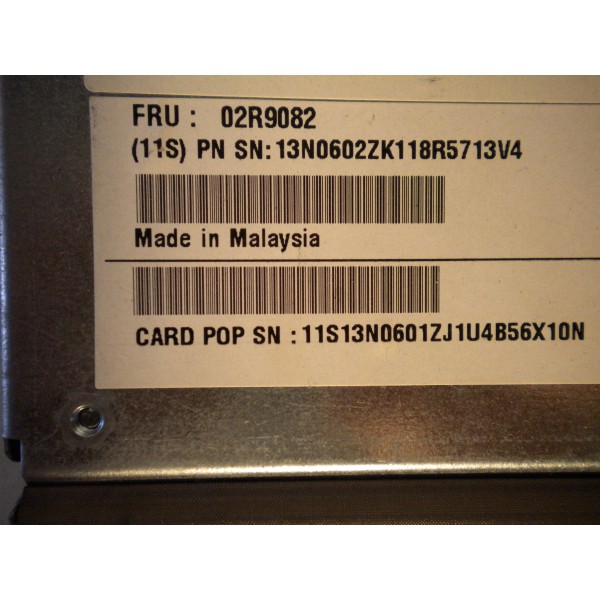 FRU : 02R9082
(11S) PN SN:13N0602ZK118R5713V4
Made in Malaysia
CARD POP SN : 11S13N0601ZJ1U4B56X10N